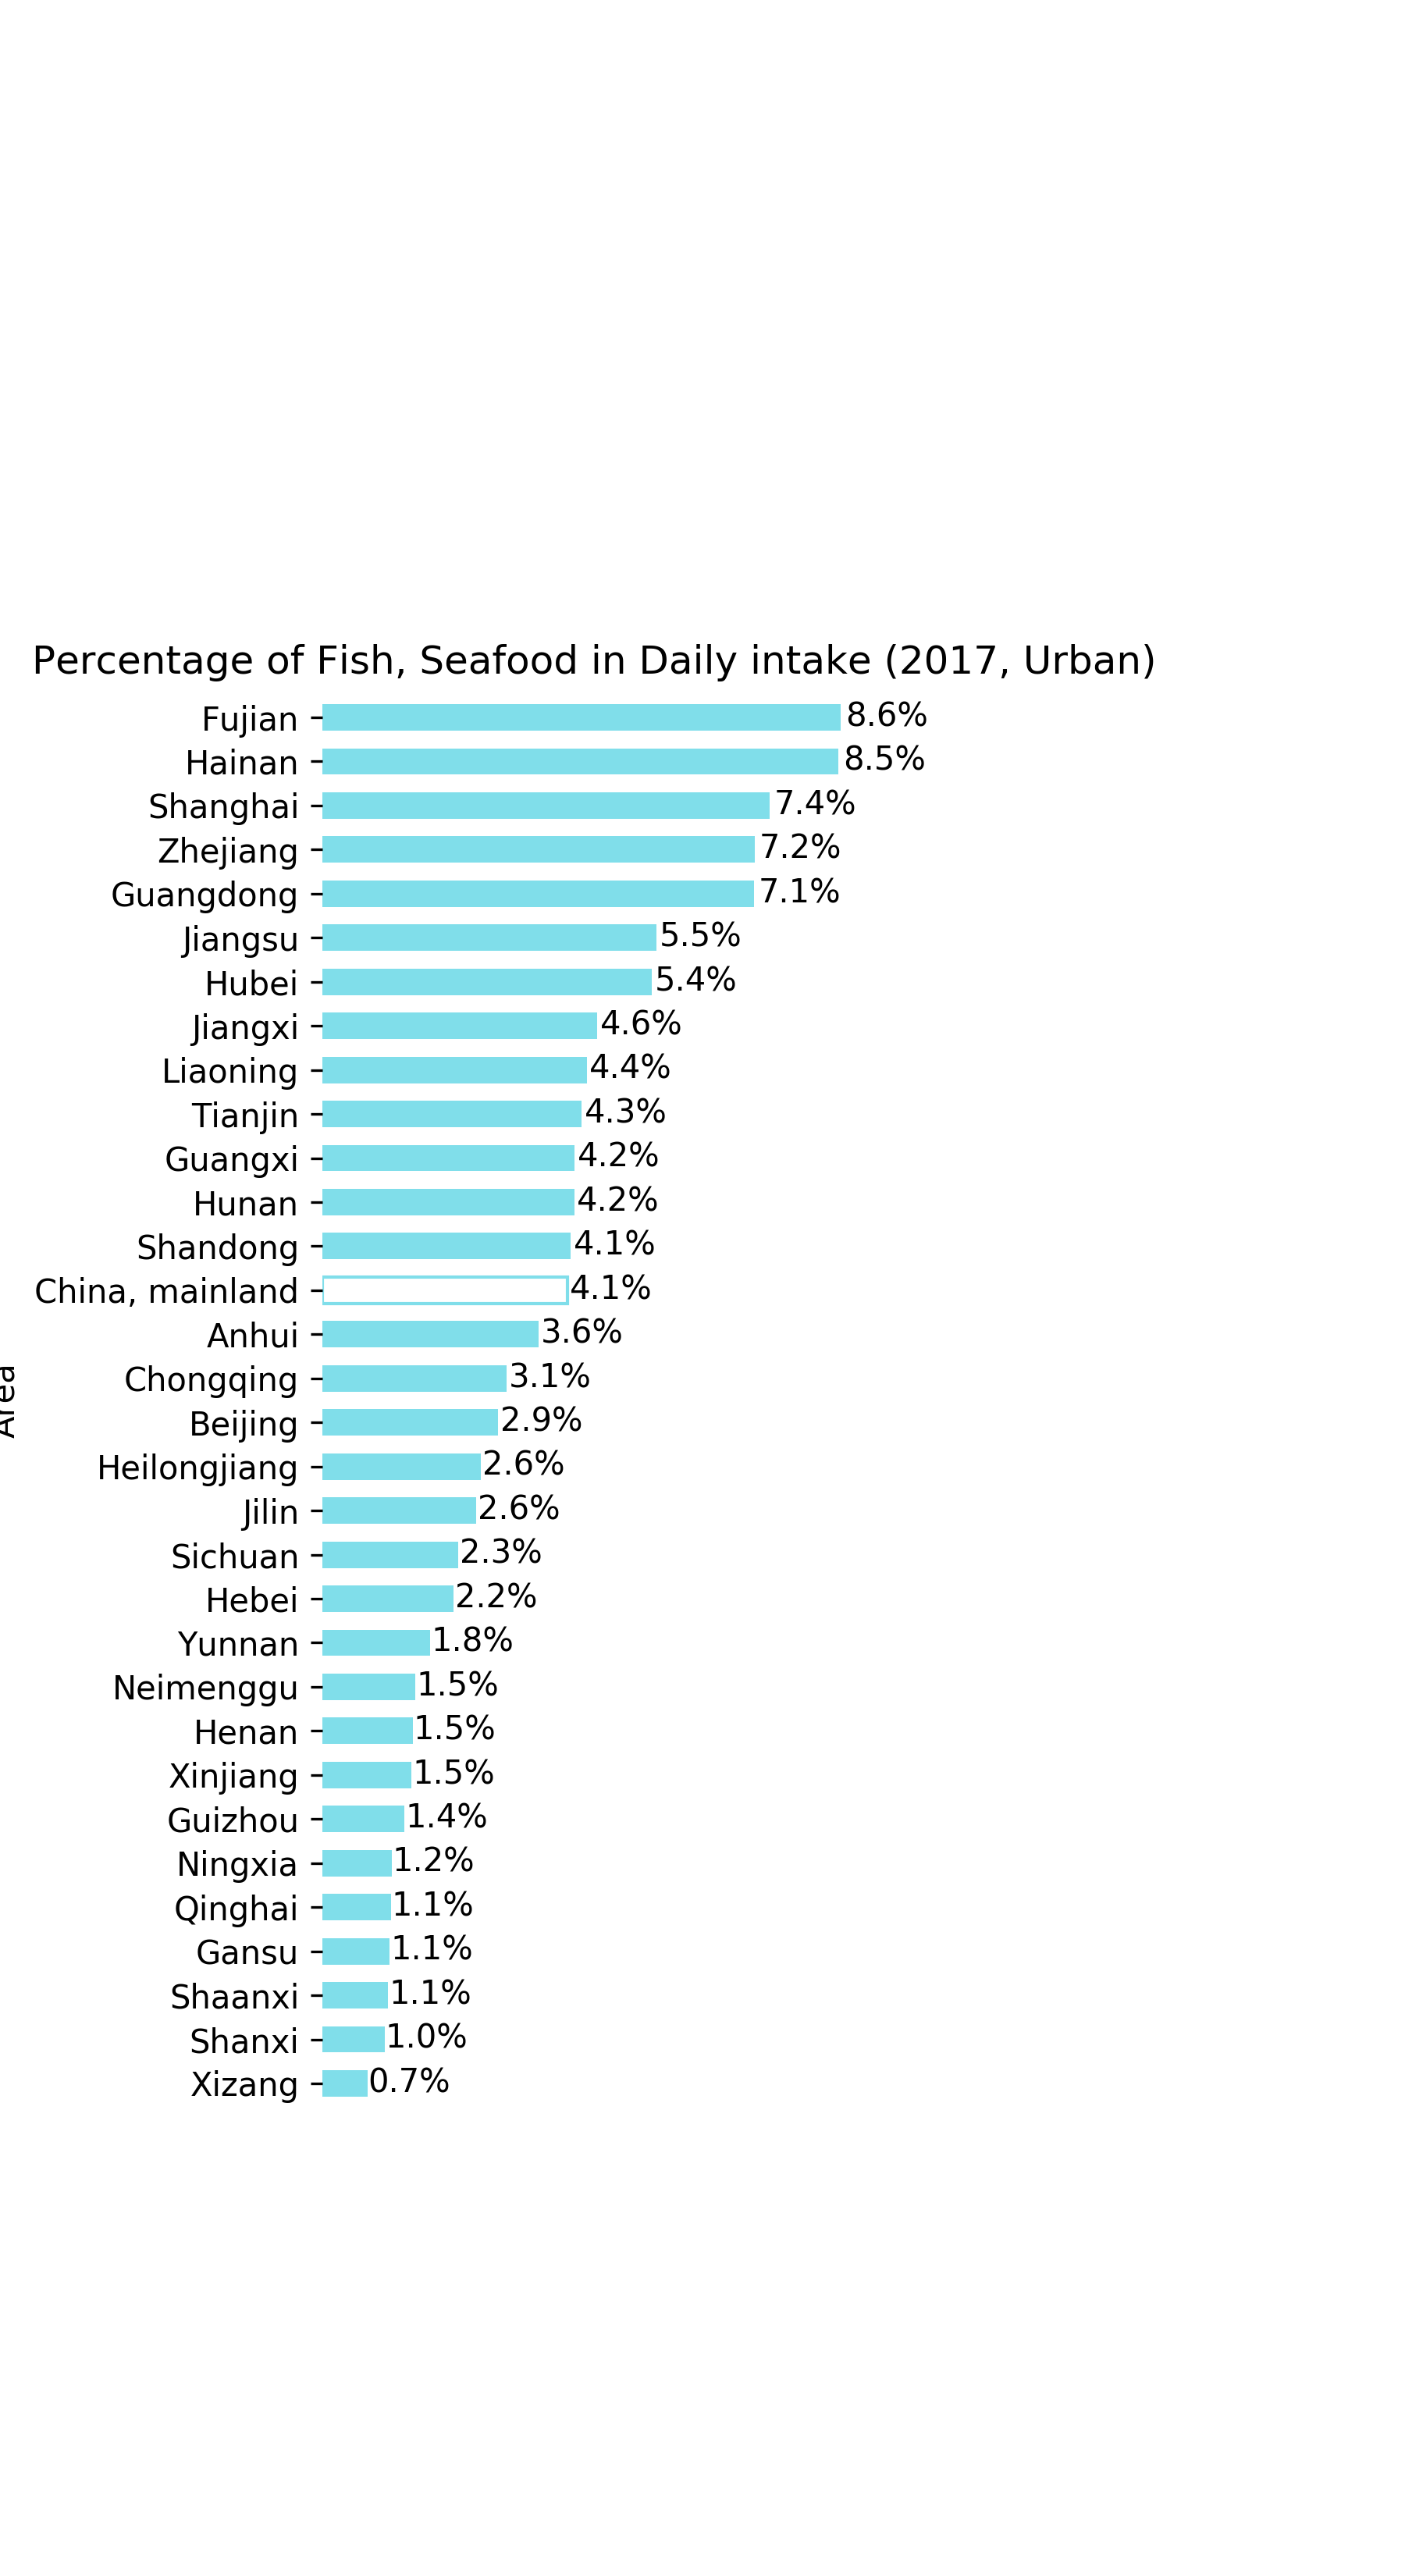 Percentage of Fish, Seafood in Daily intake (2017, Urban)
Fujian 8.6%
Hainan 8.5%
Shanghai 7.4%
Zhejiang 7.2%
Guangdong 7.1%
Jiangsu 5.5%
Hubei 5.4%
Jiangxi 4.6%
Liaoning 4.4%
Tianjin 4.3%
Guangxi 4.2%
Hunan 4.2%
Shandong 4.1%
China, mainland 4.1%
Anhui 3.6%
Chongqing 3.1%
Beijing 2.9%
Heilongjiang 2.6%
Jilin 2.6%
Sichuan 2.3%
Hebei 2.2%
Yunnan 1.8%
Neimenggu 1.5%
Henan 1.5%
Xinjiang 1.5%
Guizhou 1.4%
Ningxia 1.2%
Qinghai 1.1%
Gansu 1.1%
Shaanxi 1.1%
Shanxi 1.0%
Xizang 0.7%
Area